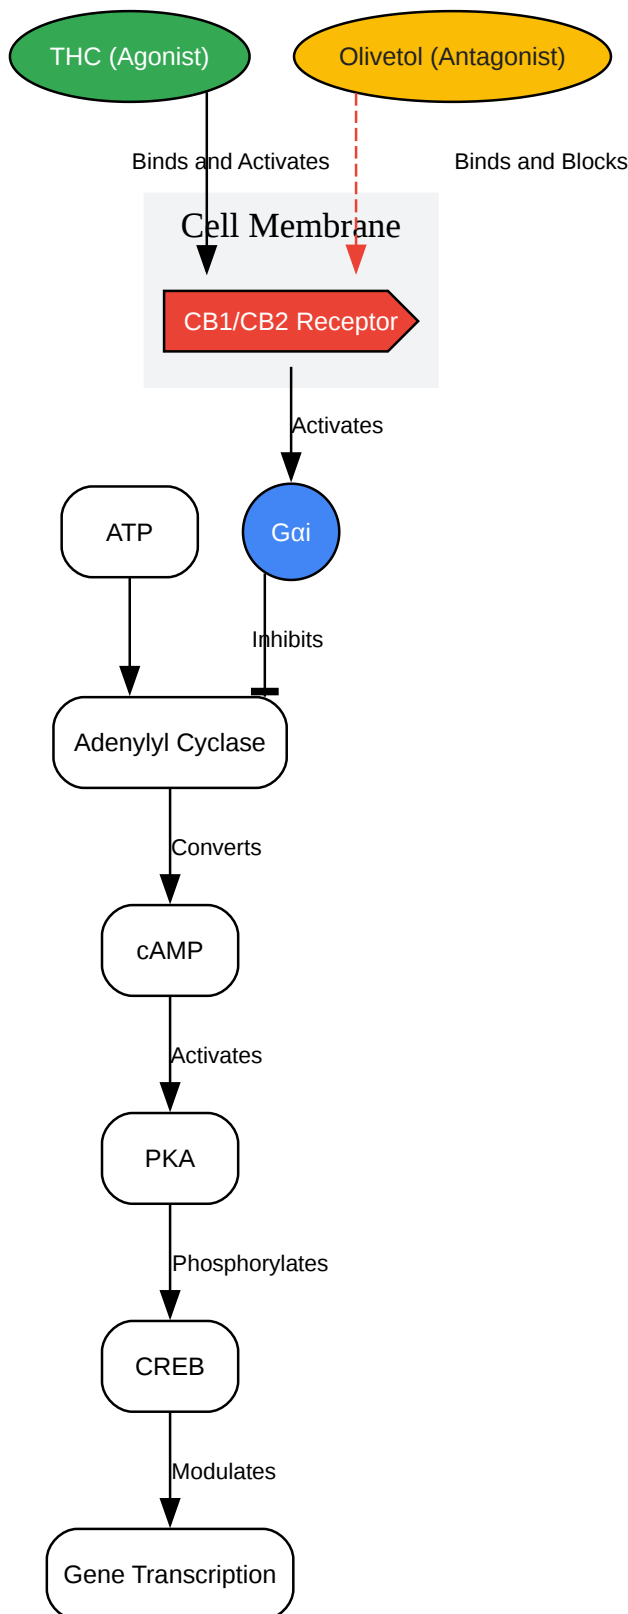 THC (Agonist)
Olivetol (Antagonist)
Binds and Activates
Binds and Blocks
Cell Membrane
CB1/CB2 Receptor
Activates
ATP
Gαi
Inhibits
Adenylyl Cyclase
Converts
cAMP
Activates
PKA
Phosphorylates
CREB
Modulates
Gene Transcription